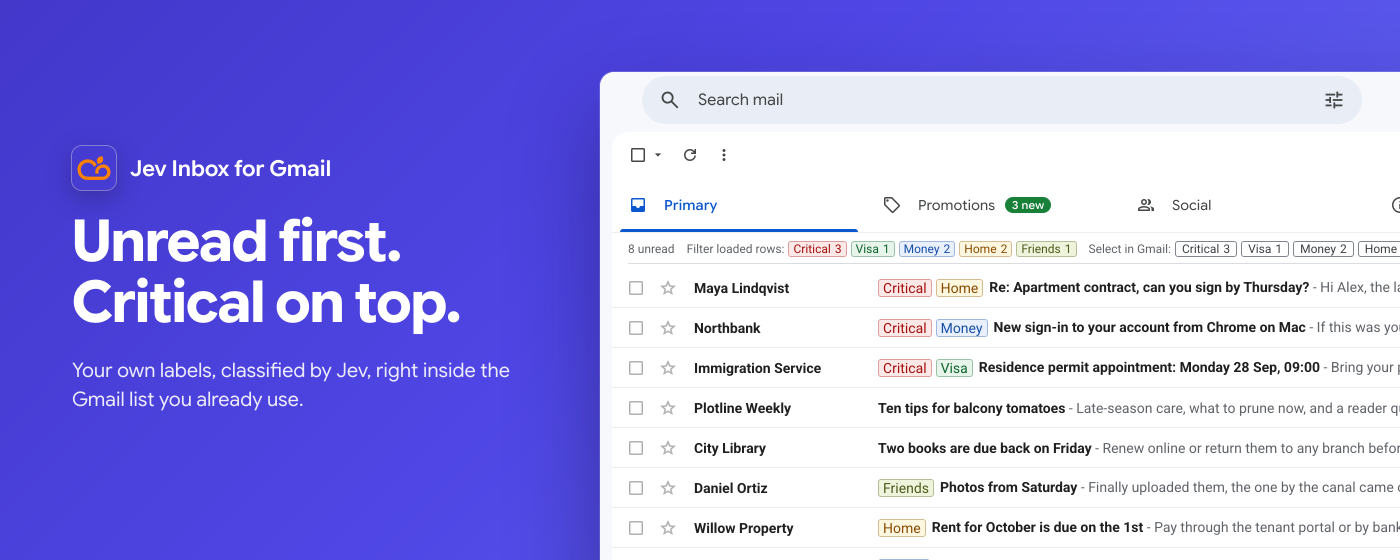 Jev Inbox for Gmail
Unread first.
Critical on top.
Your own labels, classified by Jev, right inside the
Gmail list you already use.
Search mail
Primary Promotions 3 new Social
8 unread Filter loaded rows: Critical 3 Visa 1 Money 2 Home 2 Friends 1 Select in Gmail: Critical 3 Visa 1 Money 2 Home
Maya Lindqvist Critical Home Re: Apartment contract, can you sign by Thursday? - Hi Alex, the
Northbank Critical Money New sign-in to your account from Chrome on Mac - If this was
Immigration Service Critical Visa Residence permit appointment: Monday 28 Sep, 09:00 - Bring your
Plotline Weekly Ten tips for balcony tomatoes - Late-season care, what to prune now, and a reader
City Library Two books are due back on Friday - Renew online or return them to any branch
Daniel Ortiz Friends Photos from Saturday - Finally uploaded them, the one by the canal came
Willow Property Home Rent for October is due on the 1st - Pay through the tenant portal or by bank